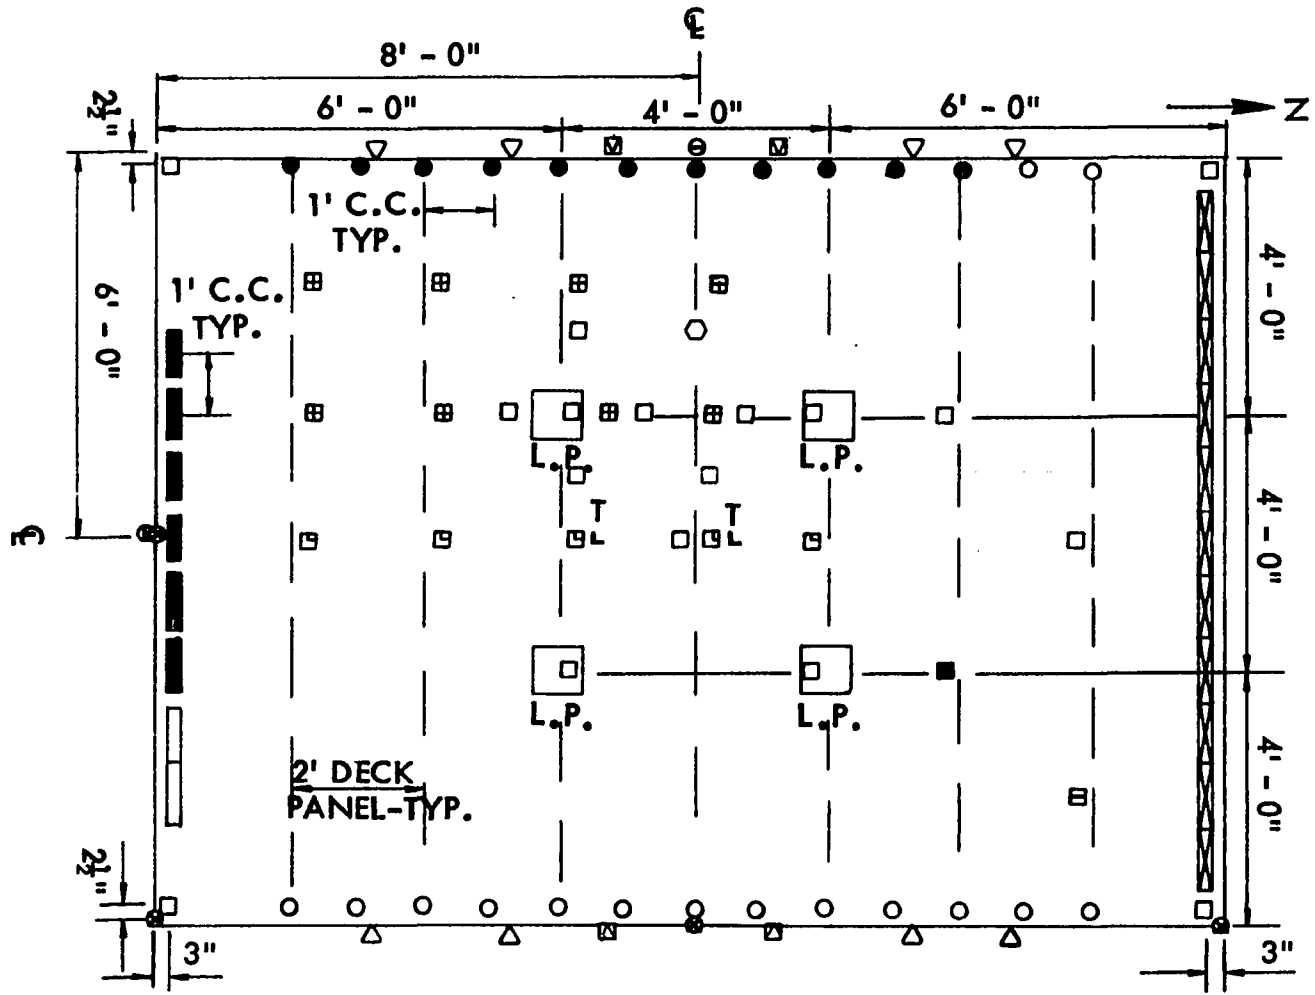 ℄
8' - 0"
2½"
6' - 0"
4' - 0"
6' - 0"
N
1' C.C.
TYP.
4' - 0"
1' C.C.
TYP.
6' - 0"
L.P.
L.P.
T
L
T
L
℄
4' - 0"
L.P.
L.P.
2' DECK
PANEL-TYP.
4' - 0"
2½"
3"
3"